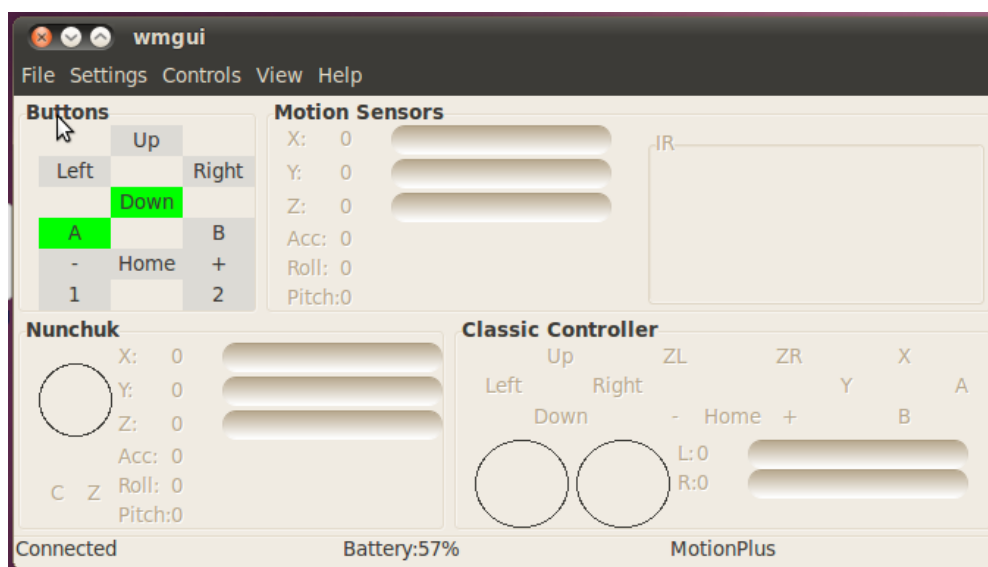 wmgui
File Settings Controls View Help
Buttons
Up
Left Right
Down
A B
- Home +
1 2
Motion Sensors
X: 0
Y: 0
Z: 0
Acc: 0
Roll: 0
Pitch:0
IR
Nunchuk
X: 0
Y: 0
Z: 0
Acc: 0
C Z Roll: 0
Pitch:0
Classic Controller
Up ZL ZR X
Left Right Y A
Down - Home + B
L:0
R:0
Connected Battery:57% MotionPlus